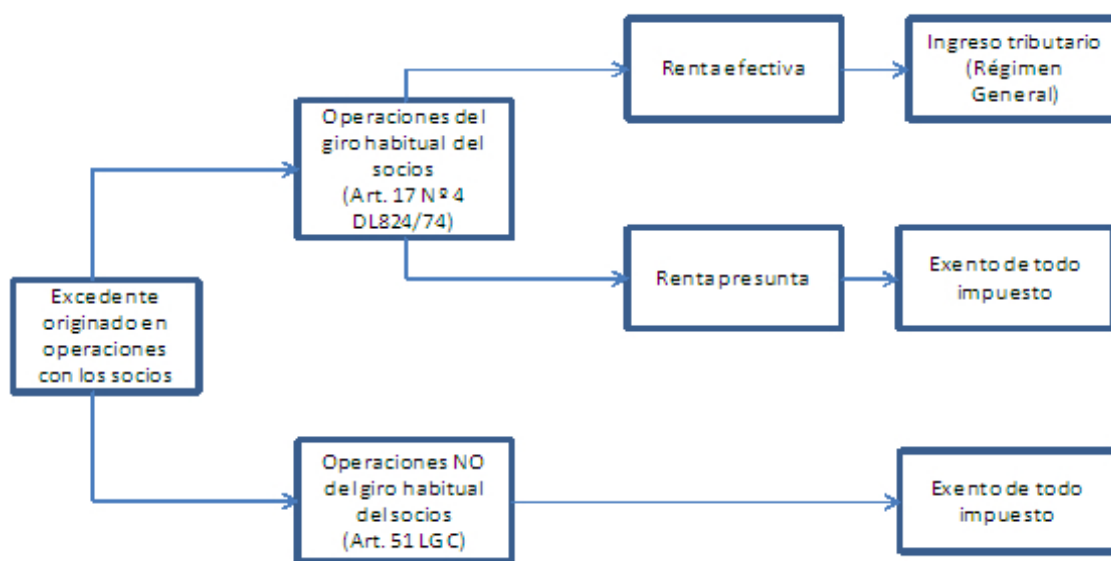 Excedente
originado en
operaciones
con los socios
Operaciones del
giro habitual del
socios
(Art. 17 Nº 4
DL824/74)
Renta efectiva
Ingreso tributario
(Régimen
General)
Renta presunta
Exento de todo
impuesto
Operaciones NO
del giro habitual
del socios
(Art. 51 LGC)
Exento de todo
impuesto